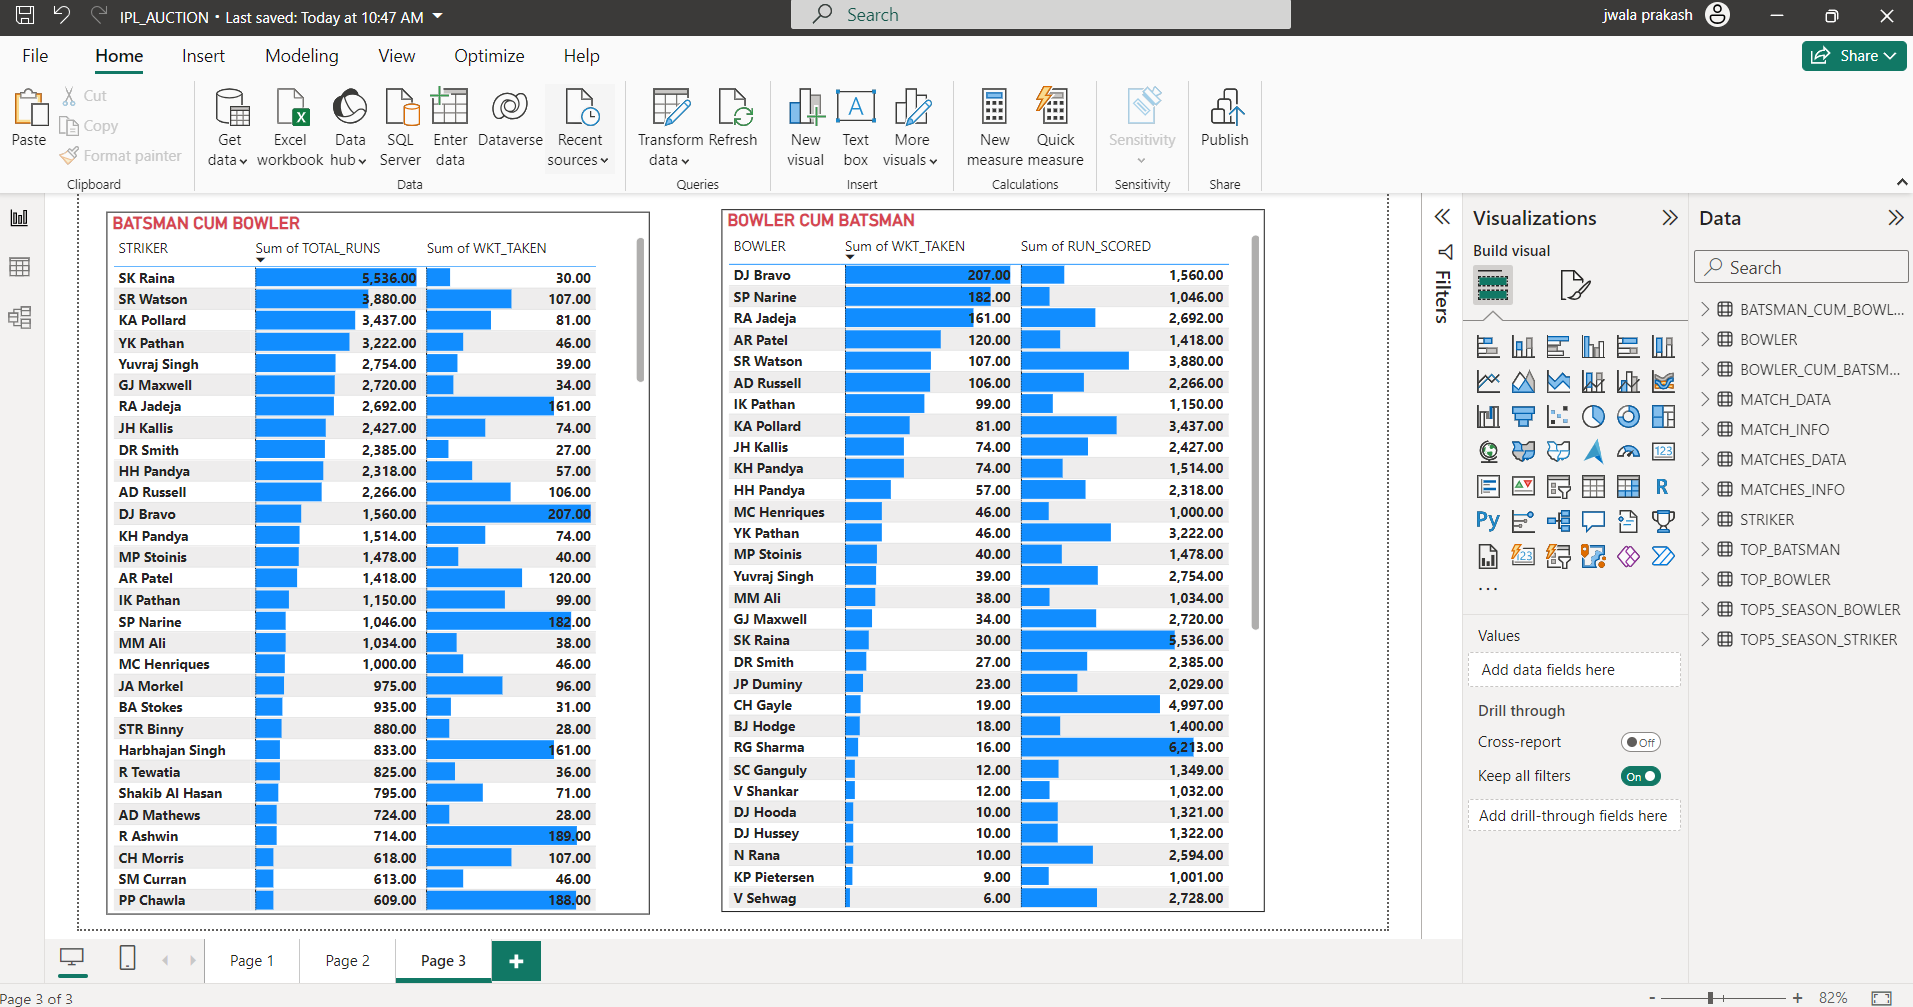 IPL_AUCTION • Last saved: Today at 10:47 AM
Search
jwala prakash
File Home Insert Modeling View Optimize Help
Share
Paste
Cut
Copy
Format painter
Clipboard
Get data
Excel workbook
Data hub
SQL Server
Enter data
Dataverse
Recent sources
Data
Transform data
Refresh
Queries
New visual
Text box
More visuals
Insert
New measure
Quick measure
Calculations
Sensitivity
Sensitivity
Publish
Share
BATSMAN CUM BOWLER
STRIKER Sum of TOTAL_RUNS Sum of WKT_TAKEN
SK Raina 5,536.00 30.00
SR Watson 3,880.00 107.00
KA Pollard 3,437.00 81.00
YK Pathan 3,222.00 46.00
Yuvraj Singh 2,754.00 39.00
GJ Maxwell 2,720.00 34.00
RA Jadeja 2,692.00 161.00
JH Kallis 2,427.00 74.00
DR Smith 2,385.00 27.00
HH Pandya 2,318.00 57.00
AD Russell 2,266.00 106.00
DJ Bravo 1,560.00 207.00
KH Pandya 1,514.00 74.00
MP Stoinis 1,478.00 40.00
AR Patel 1,418.00 120.00
IK Pathan 1,150.00 99.00
SP Narine 1,046.00 182.00
MM Ali 1,034.00 38.00
MC Henriques 1,000.00 46.00
JA Morkel 975.00 96.00
BA Stokes 935.00 31.00
STR Binny 880.00 28.00
Harbhajan Singh 833.00 161.00
R Tewatia 825.00 36.00
Shakib Al Hasan 795.00 71.00
AD Mathews 724.00 28.00
R Ashwin 714.00 189.00
CH Morris 618.00 107.00
SM Curran 613.00 46.00
PP Chawla 609.00 188.00
BOWLER CUM BATSMAN
BOWLER Sum of WKT_TAKEN Sum of RUN_SCORED
DJ Bravo 207.00 1,560.00
SP Narine 182.00 1,046.00
RA Jadeja 161.00 2,692.00
AR Patel 120.00 1,418.00
SR Watson 107.00 3,880.00
AD Russell 106.00 2,266.00
IK Pathan 99.00 1,150.00
KA Pollard 81.00 3,437.00
JH Kallis 74.00 2,427.00
KH Pandya 74.00 1,514.00
HH Pandya 57.00 2,318.00
MC Henriques 46.00 1,000.00
YK Pathan 46.00 3,222.00
MP Stoinis 40.00 1,478.00
Yuvraj Singh 39.00 2,754.00
MM Ali 38.00 1,034.00
GJ Maxwell 34.00 2,720.00
SK Raina 30.00 5,536.00
DR Smith 27.00 2,385.00
JP Duminy 23.00 2,029.00
CH Gayle 19.00 4,997.00
BJ Hodge 18.00 1,400.00
RG Sharma 16.00 6,213.00
SC Ganguly 12.00 1,349.00
V Shankar 12.00 1,032.00
DJ Hooda 10.00 1,321.00
DJ Hussey 10.00 1,322.00
N Rana 10.00 2,594.00
KP Pietersen 9.00 1,001.00
V Sehwag 6.00 2,728.00
Filters
Visualizations
Build visual
123
R
Py
123
...
Values
Add data fields here
Drill through
Cross-report Off
Keep all filters On
Add drill-through fields here
Data
Search
BATSMAN_CUM_BOWL...
BOWLER
BOWLER_CUM_BATSM...
MATCH_DATA
MATCH_INFO
MATCHES_DATA
MATCHES_INFO
STRIKER
TOP_BATSMAN
TOP_BOWLER
TOP5_SEASON_BOWLER
TOP5_SEASON_STRIKER
Page 1 Page 2 Page 3 +
Page 3 of 3
- + 82%